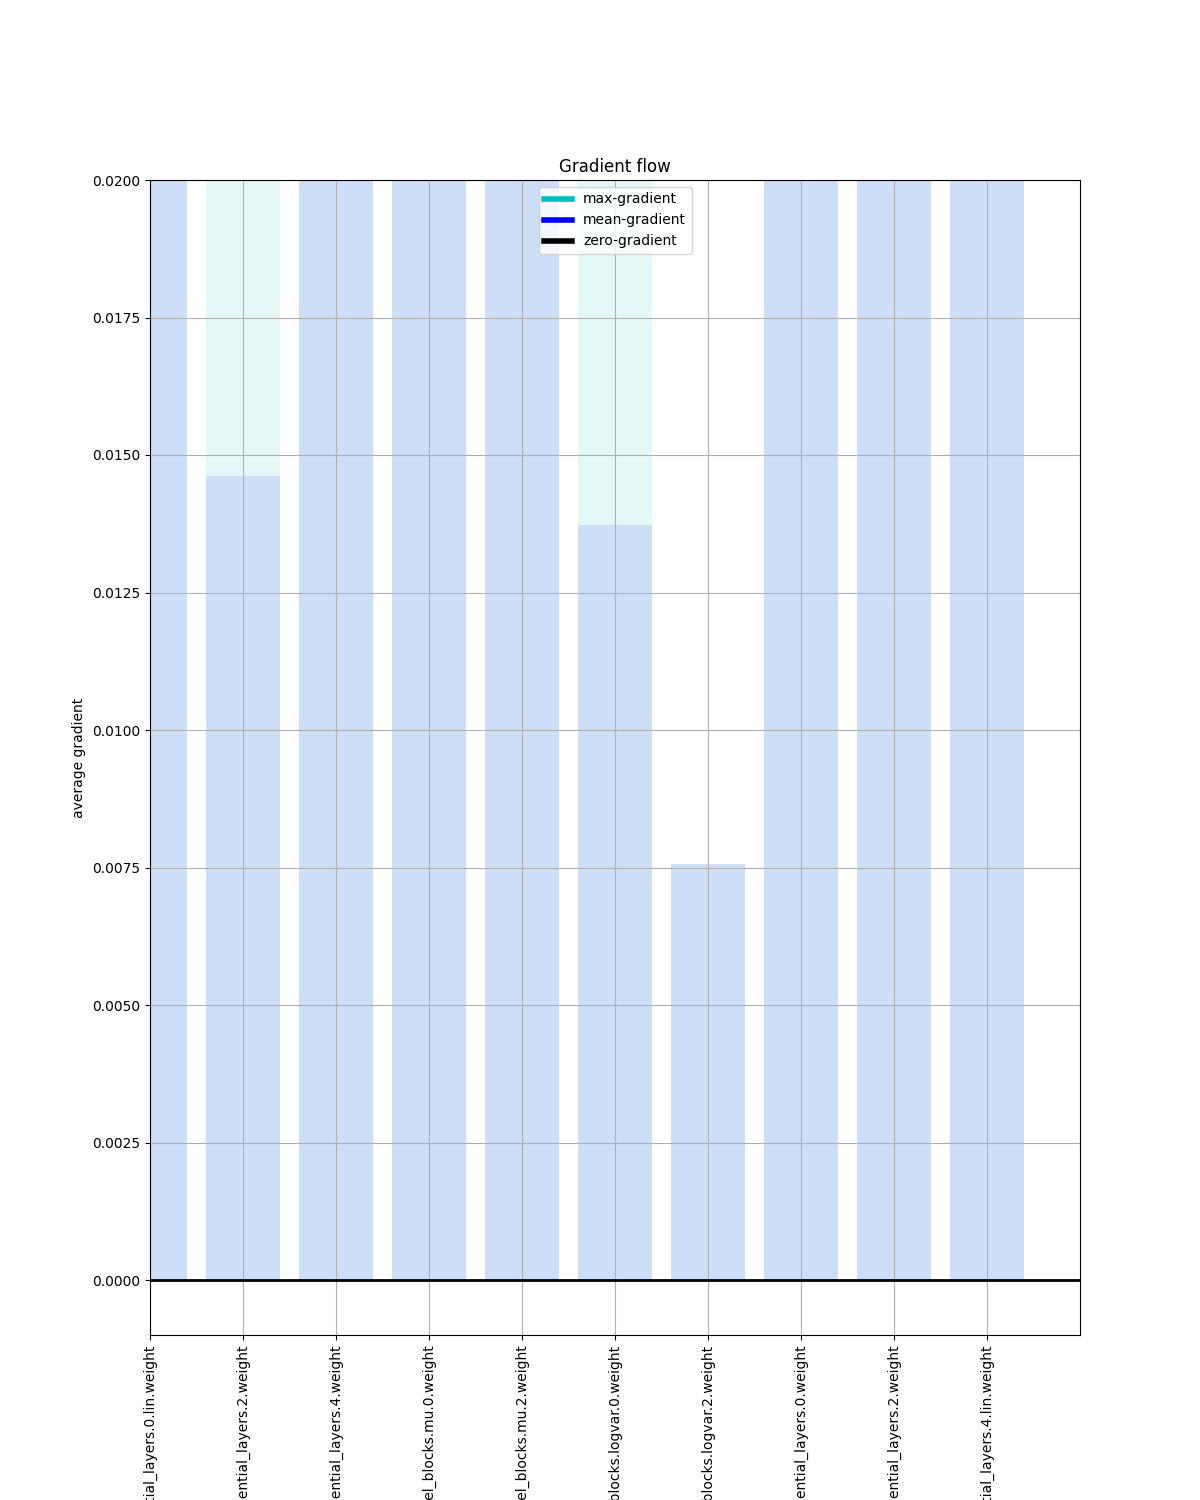 Gradient flow
max-gradient
mean-gradient
zero-gradient
0.0200
0.0175
0.0150
0.0125
0.0100
0.0075
0.0050
0.0025
0.0000
average gradient
tial_layers.0.lin.weight
ential_layers.2.weight
ential_layers.4.weight
el_blocks.mu.0.weight
el_blocks.mu.2.weight
blocks.logvar.0.weight
blocks.logvar.2.weight
ential_layers.0.weight
ential_layers.2.weight
tial_layers.4.lin.weight